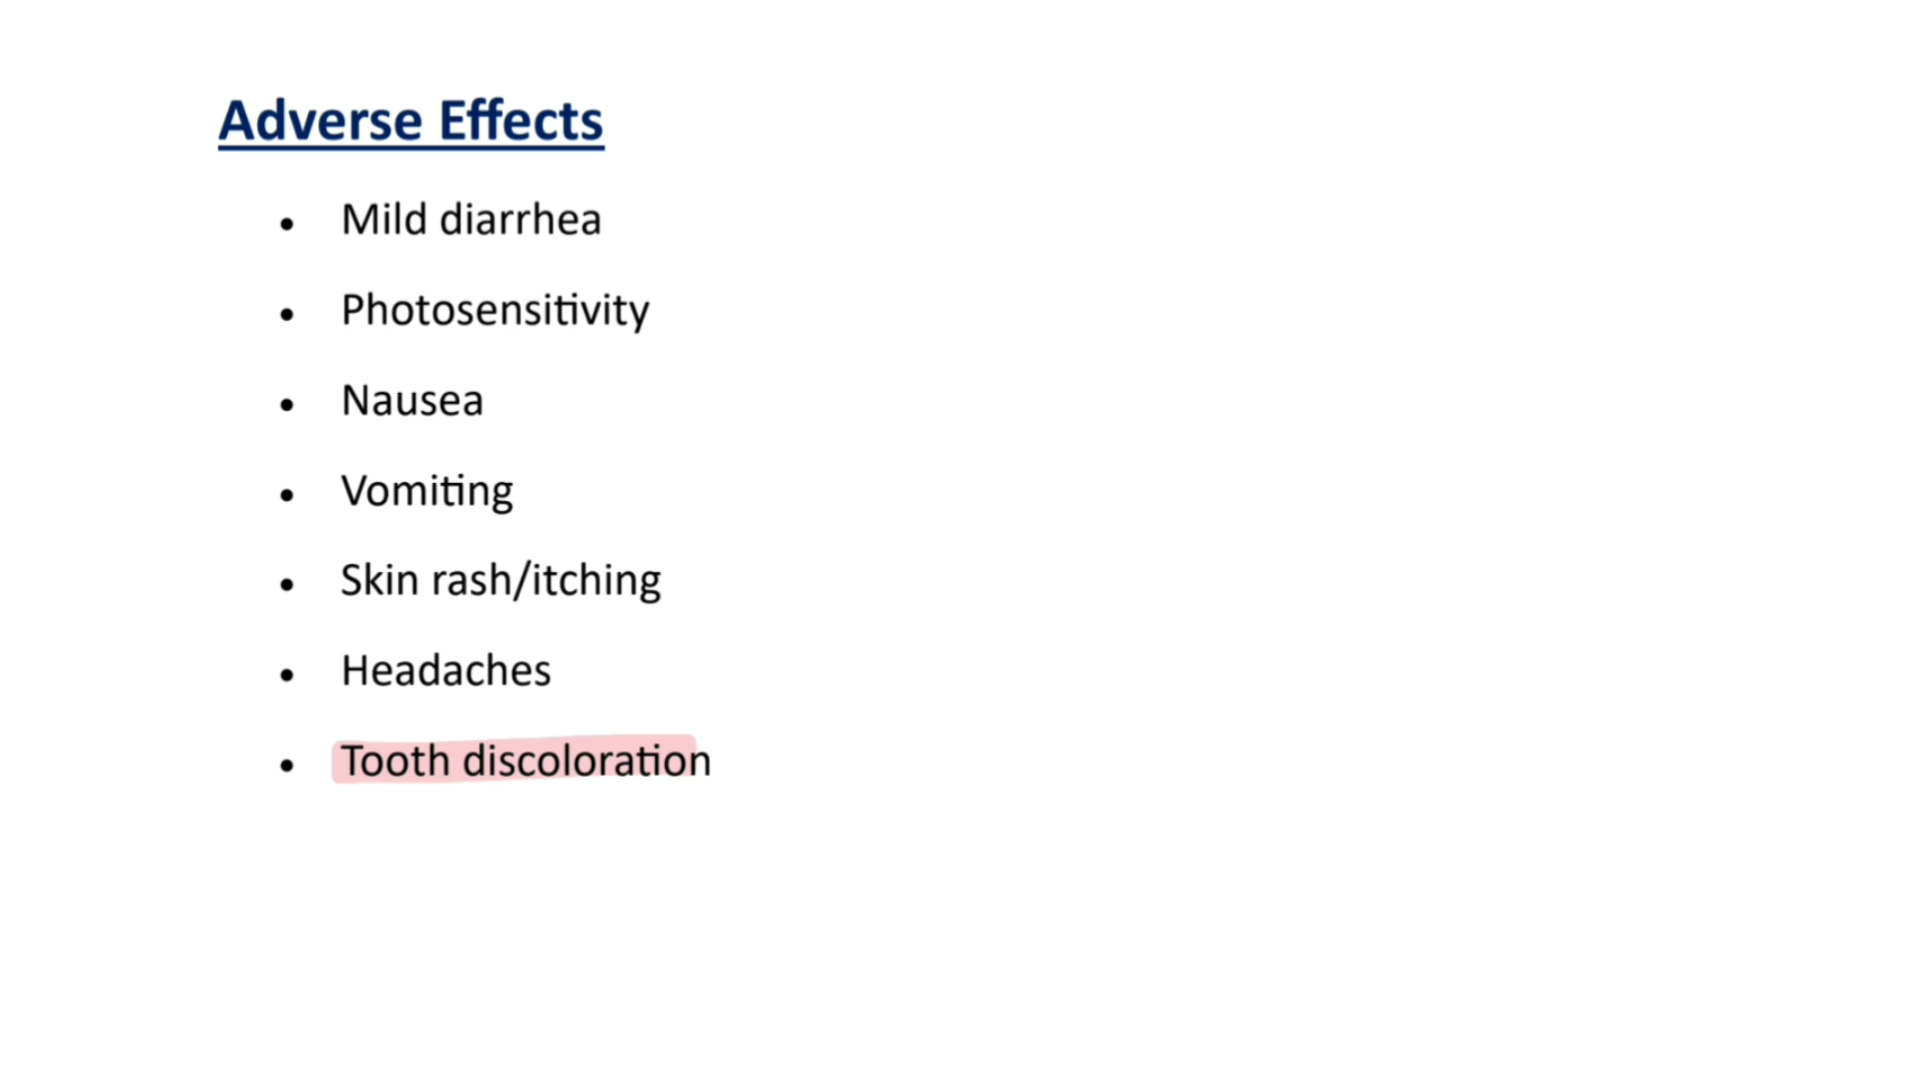 Adverse Effects
• Mild diarrhea
• Photosensitivity
• Nausea
• Vomiting
• Skin rash/itching
• Headaches
• Tooth discoloration